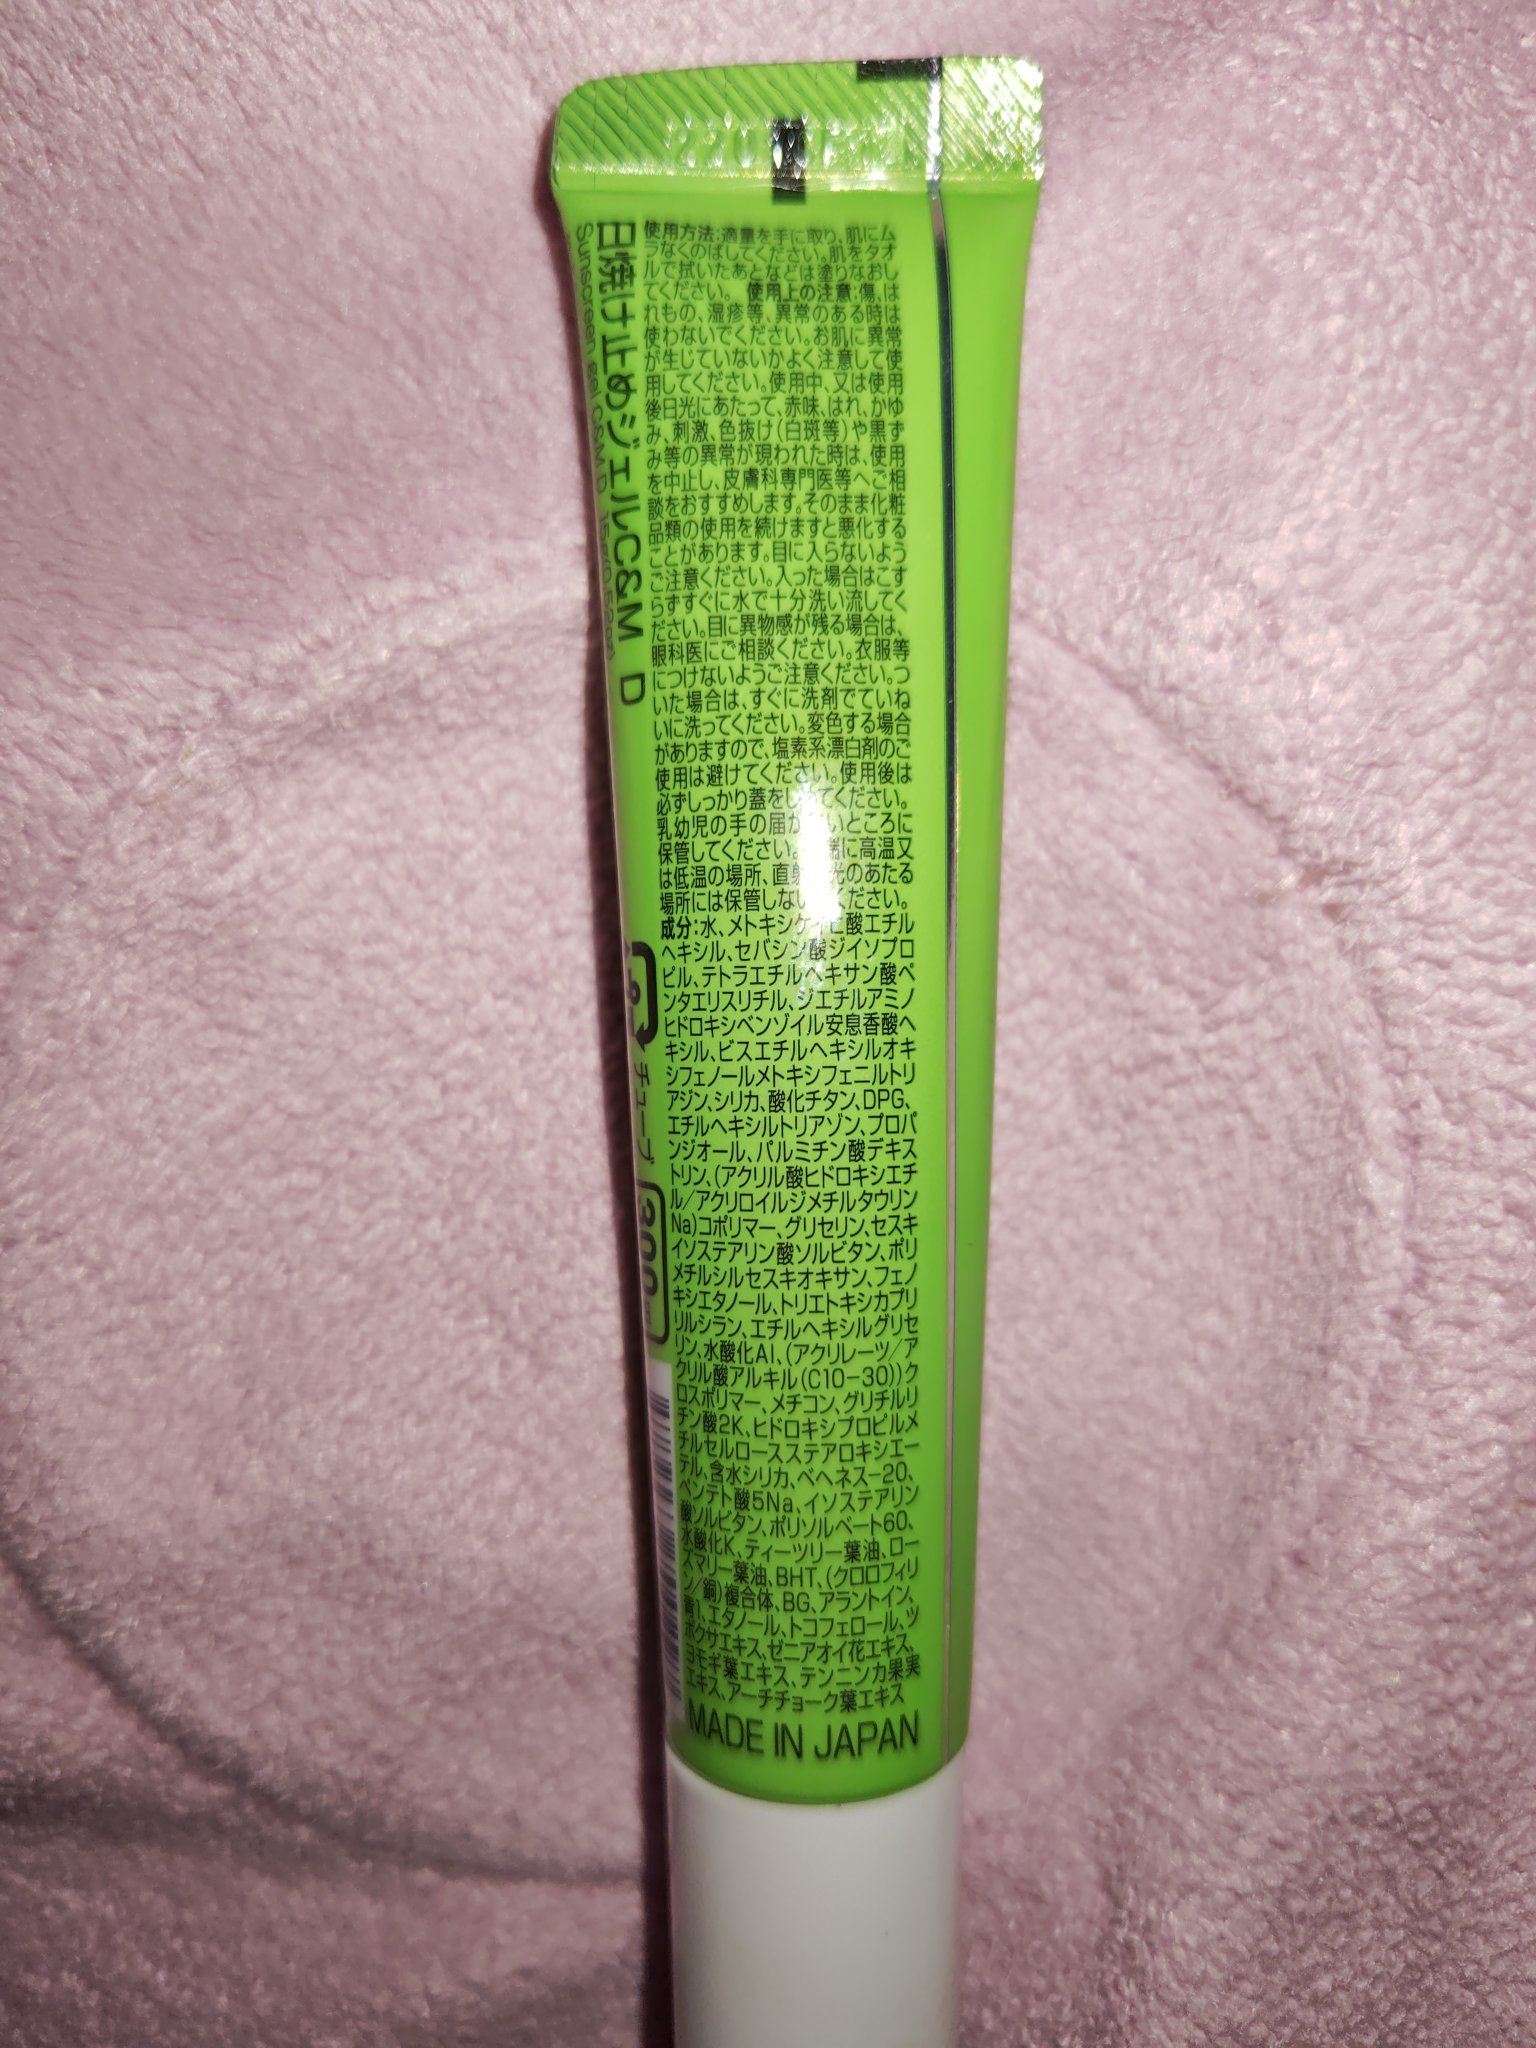 日焼け止めジェルC&M D
Sunscreen gel C&M D
使用方法:適量を手に取り、肌にム
ラなくのばしてください。肌をタオ
ルで拭いたあとなどは塗りなおし
てください。 使用上の注意:傷、は
れもの、湿疹等、異常のある時は
使わないでください。お肌に異常
が生じていないかよく注意して使
用してください。使用中、又は使用
後日光にあたって、赤味、はれ、かゆ
み、刺激、色抜け(白斑等)や黒ず
み等の異常が現われた時は、使用
を中止し、皮膚科専門医等へご相
談をおすすめします。そのまま化粧
品類の使用を続けますと悪化する
ことがあります。目に入らないよう
ご注意ください。入った場合はこす
らずすぐに水で十分洗い流してく
ださい。目に異物感が残る場合は、
眼科医にご相談ください。衣服等
につけないようご注意ください。つ
いた場合は、すぐに洗剤でていね
いに洗ってください。変色する場合
がありますので、塩素系漂白剤のご
使用は避けてください。使用後は
必ずしっかり蓋をしめてください。
乳幼児の手の届かないところに
保管してください。極端に高温又
は低温の場所、直射日光のあたる
場所には保管しないでください。
成分:水、メトキシケイヒ酸エチル
ヘキシル、セバシン酸ジイソプロ
ピル、テトラエチルヘキサン酸ペ
ンタエリスリチル、ジエチルアミノ
ヒドロキシベンゾイル安息香酸ヘ
キシル、ビスエチルヘキシルオキ
シフェノールメトキシフェニルトリ
アジン、シリカ、酸化チタン、DPG、
エチルヘキシルトリアゾン、プロパ
ンジオール、パルミチン酸デキス
トリン、(アクリル酸ヒドロキシエチ
ル/アクリロイルジメチルタウリン
Na)コポリマー、グリセリン、セスキ
イソステアリン酸ソルビタン、ポリ
メチルシルセスキオキサン、フェノ
キシエタノール、トリエトキシカプリ
リルシラン、エチルヘキシルグリセ
リン、水酸化Al、(アクリレーツ/ア
クリル酸アルキル(C10-30))ク
ロスポリマー、メチコン、グリチルリ
チン酸2K、ヒドロキシプロピルメ
チルセルロースステアロキシエー
テル、含水シリカ、ベヘネス-20、
ペンテト酸5Na、イソステアリン
酸ソルビタン、ポリソルベート60、
水酸化K、ティーツリー葉油、ロー
ズマリー葉油、BHT、(クロロフィリ
ン/銅)複合体、BG、アラントイン、
青1、エタノール、トコフェロール、ツ
ボクサエキス、ゼニアオイ花エキス、
ヨモギ葉エキス、テンニンカ果実
エキス、アーチチョーク葉エキス
MADE IN JAPAN
チューブ
300